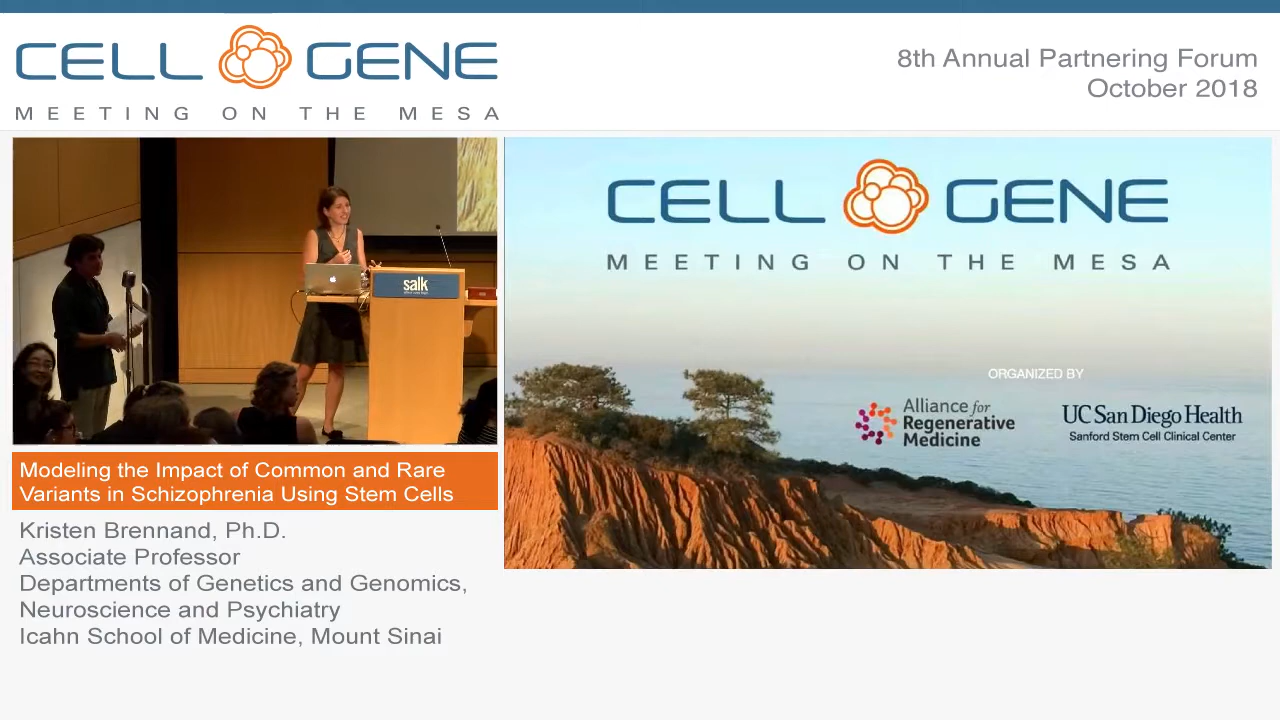 CELL GENE
MEETING ON THE MESA
8th Annual Partnering Forum
October 2018
salk
CELL GENE
MEETING ON THE MESA
ORGANIZED BY
Alliance for
Regenerative
Medicine
UC San Diego Health
Sanford Stem Cell Clinical Center
Modeling the Impact of Common and Rare
Variants in Schizophrenia Using Stem Cells
Kristen Brennand, Ph.D.
Associate Professor
Departments of Genetics and Genomics,
Neuroscience and Psychiatry
Icahn School of Medicine, Mount Sinai